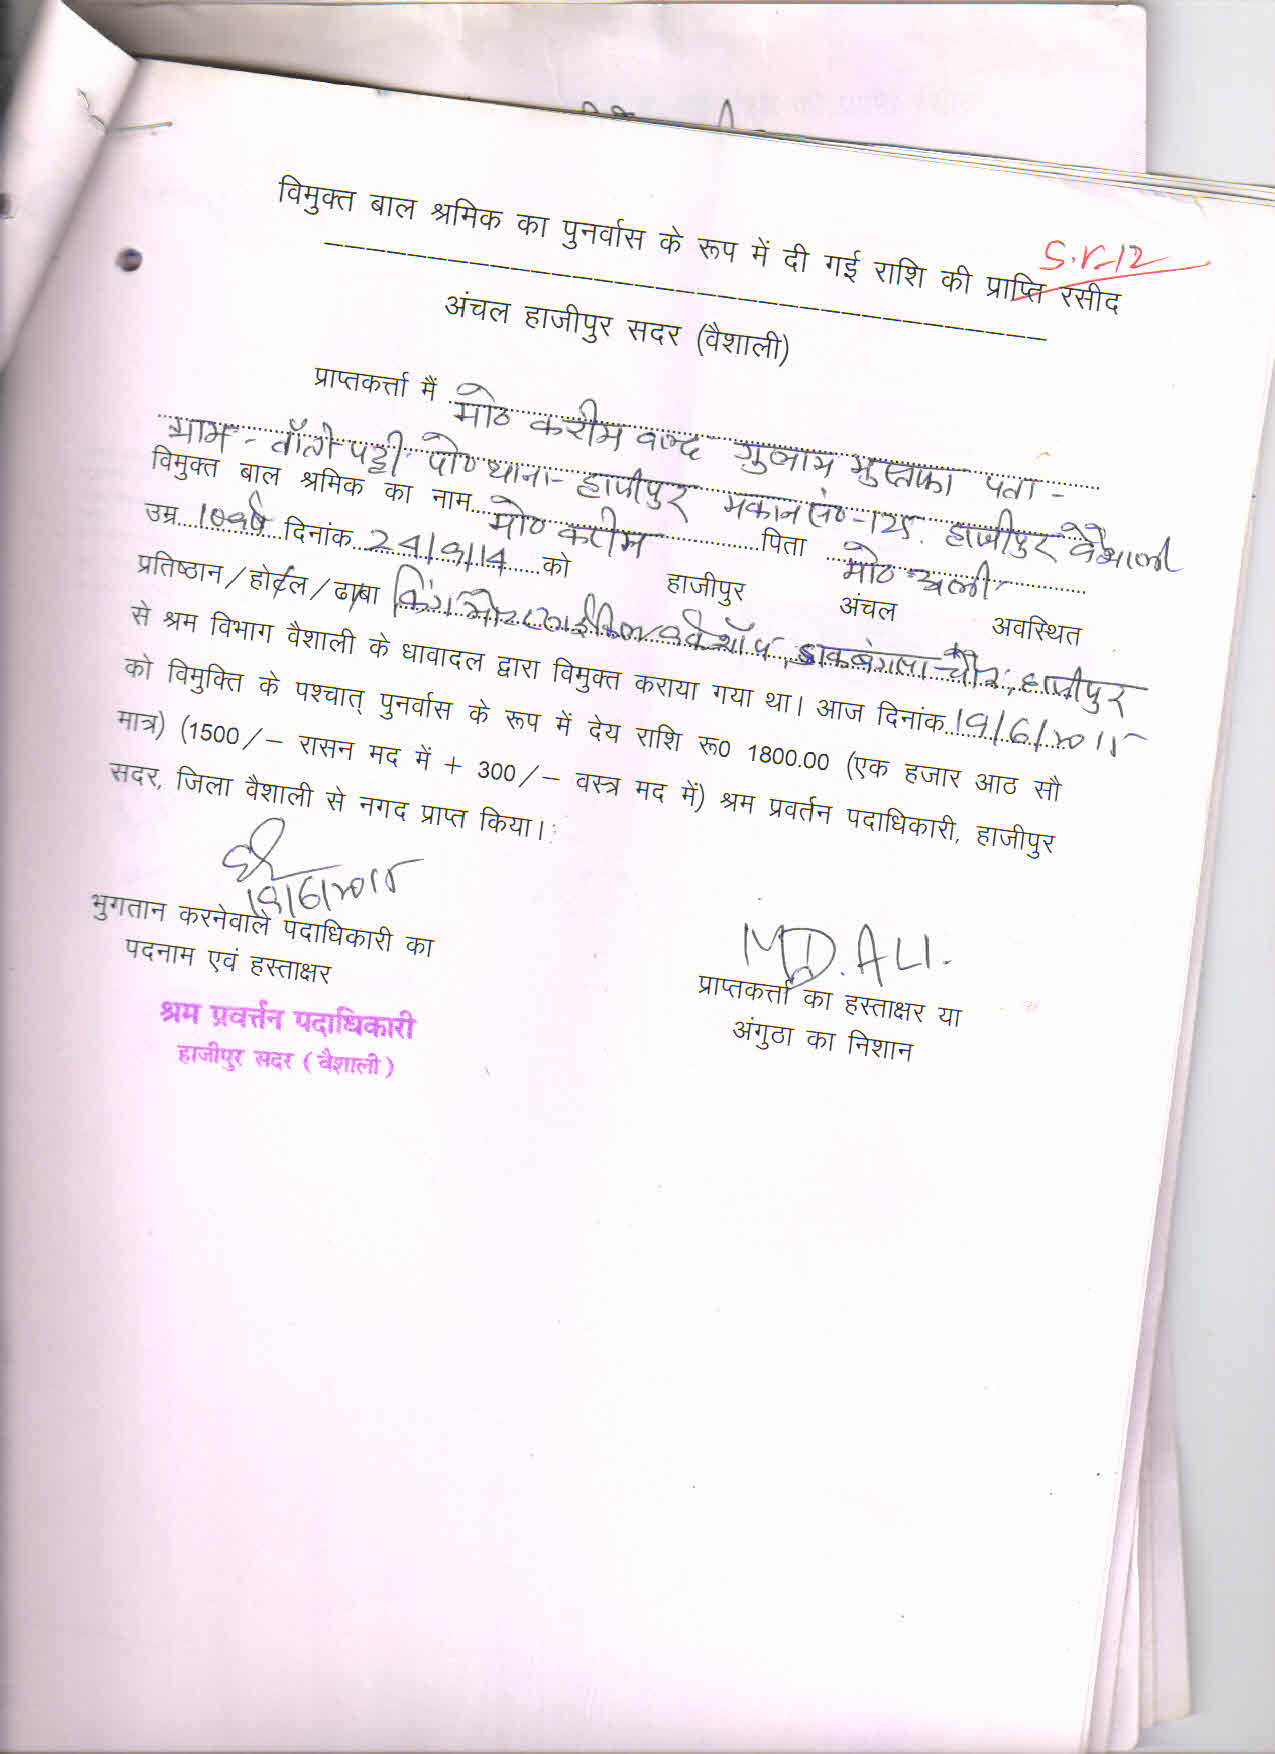 S.r-12
विमुक्त बाल श्रमिक का पुनर्वास के रूप में दी गई राशि की प्राप्ति रसीद
अंचल हाजीपुर सदर (वैशाली)
प्राप्तकर्त्ता मैं मो० करीम वल्द गुलाम मुस्तफा पता -
ग्राम - पट्टी पो० थाना - हाजीपुर मकान सं० - 125. हाजीपुर वैशाली
विमुक्त बाल श्रमिक का नाम मो० करीम पिता मो० अली
उम्र 10 वर्ष दिनांक 24/9/14 को हाजीपुर अंचल अवस्थित
प्रतिष्ठान/होटल/ढाबा किंग मोटरसाईकिल वर्कशॉप, डाकबंगला चौक, हाजीपुर
से श्रम विभाग वैशाली के धावादल द्वारा विमुक्त कराया गया था। आज दिनांक 19/6/2015
को विमुक्ति के पश्चात् पुनर्वास के रूप में देय राशि रू0 1800.00 (एक हजार आठ सौ
मात्र) (1500/- रासन मद में + 300/- वस्त्र मद में) श्रम प्रवर्तन पदाधिकारी, हाजीपुर
सदर, जिला वैशाली से नगद प्राप्त किया।
19/6/2015
भुगतान करनेवाले पदाधिकारी का
पदनाम एवं हस्ताक्षर
श्रम प्रवर्त्तन पदाधिकारी
हाजीपुर सदर (वैशाली)
MD. ALI.
प्राप्तकर्त्ता का हस्ताक्षर या
अंगुठा का निशान